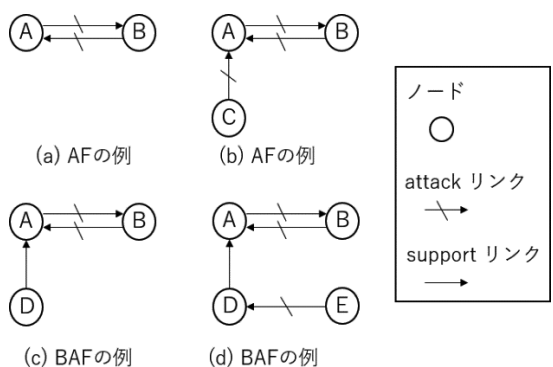 A B
A B
C
(a) AFの例
(b) AFの例
A B
A B
D
D E
(c) BAFの例
(d) BAFの例
ノード
attack リンク
support リンク